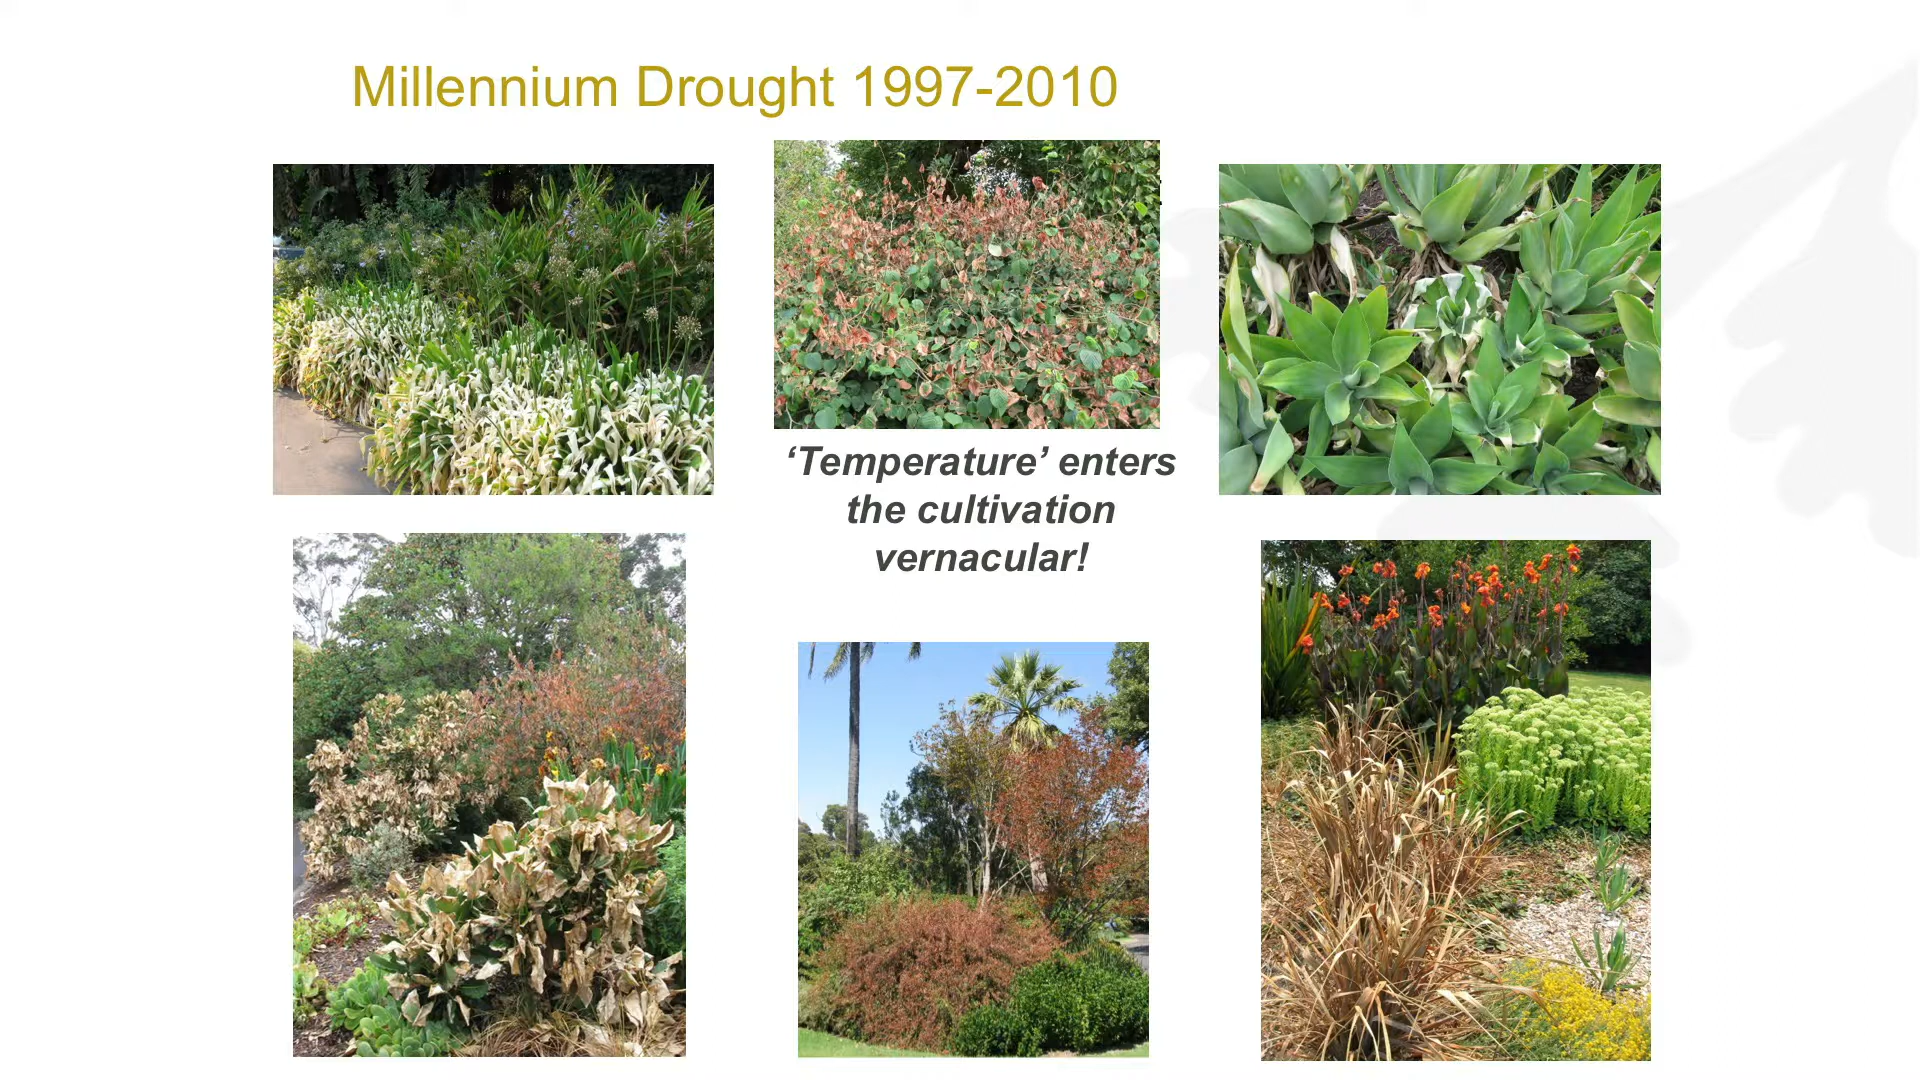 Millennium Drought 1997-2010
‘Temperature’ enters
the cultivation
vernacular!